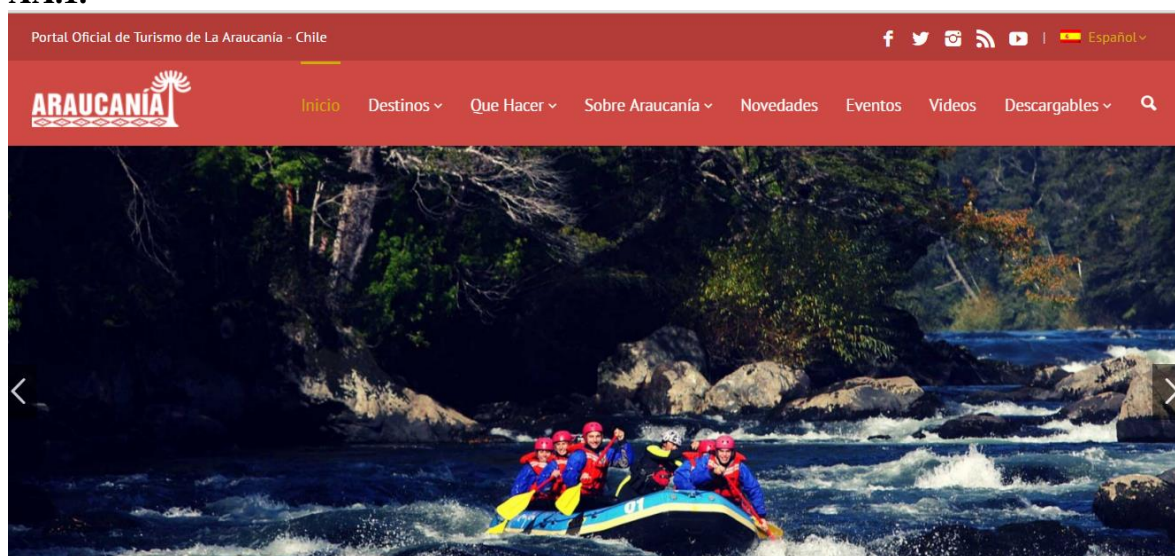 Portal Oficial de Turismo de La Araucanía - Chile
Español
ARAUCANÍA
Inicio Destinos Que Hacer Sobre Araucanía Novedades Eventos Videos Descargables
01